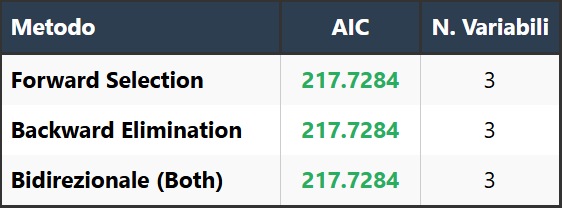 Metodo AIC N. Variabili
Forward Selection 217.7284 3
Backward Elimination 217.7284 3
Bidirezionale (Both) 217.7284 3